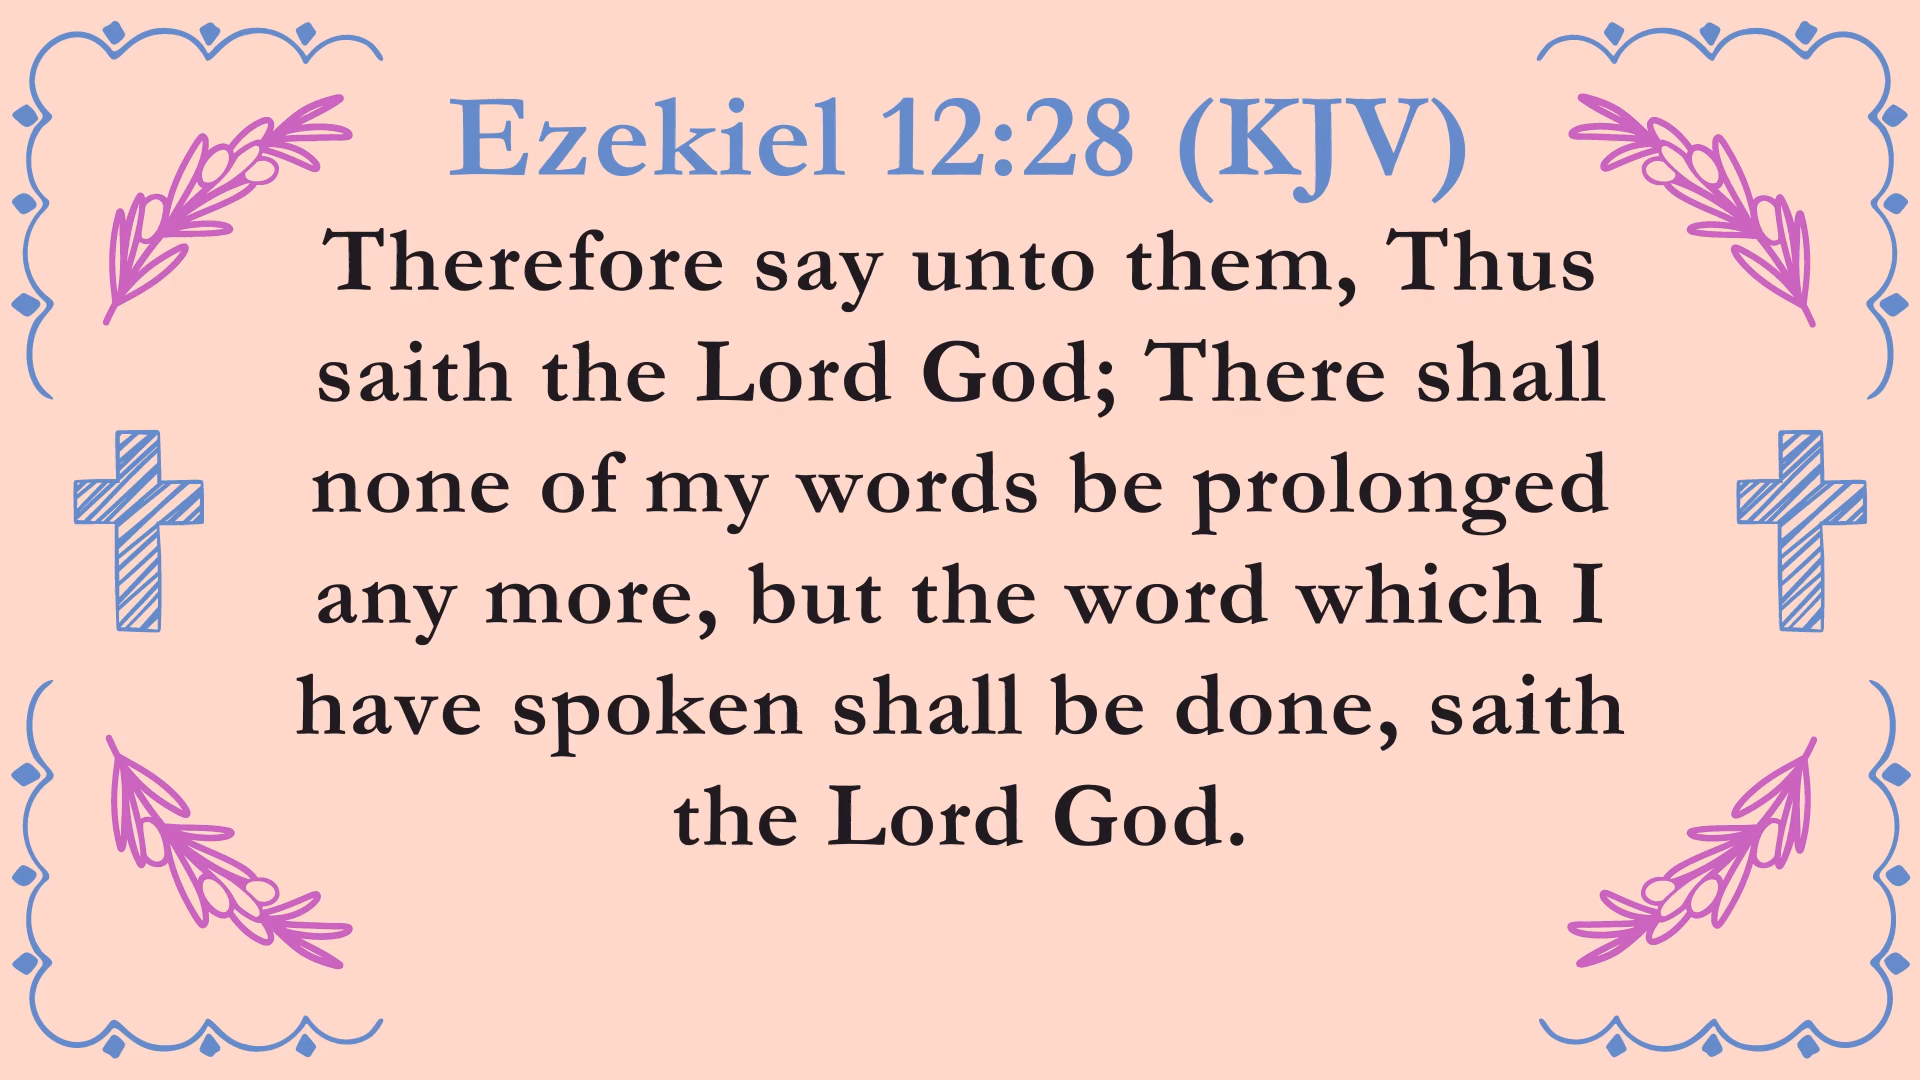 Ezekiel 12:28 (KJV)
Therefore say unto them, Thus
saith the Lord God; There shall
none of my words be prolonged
any more, but the word which I
have spoken shall be done, saith
the Lord God.